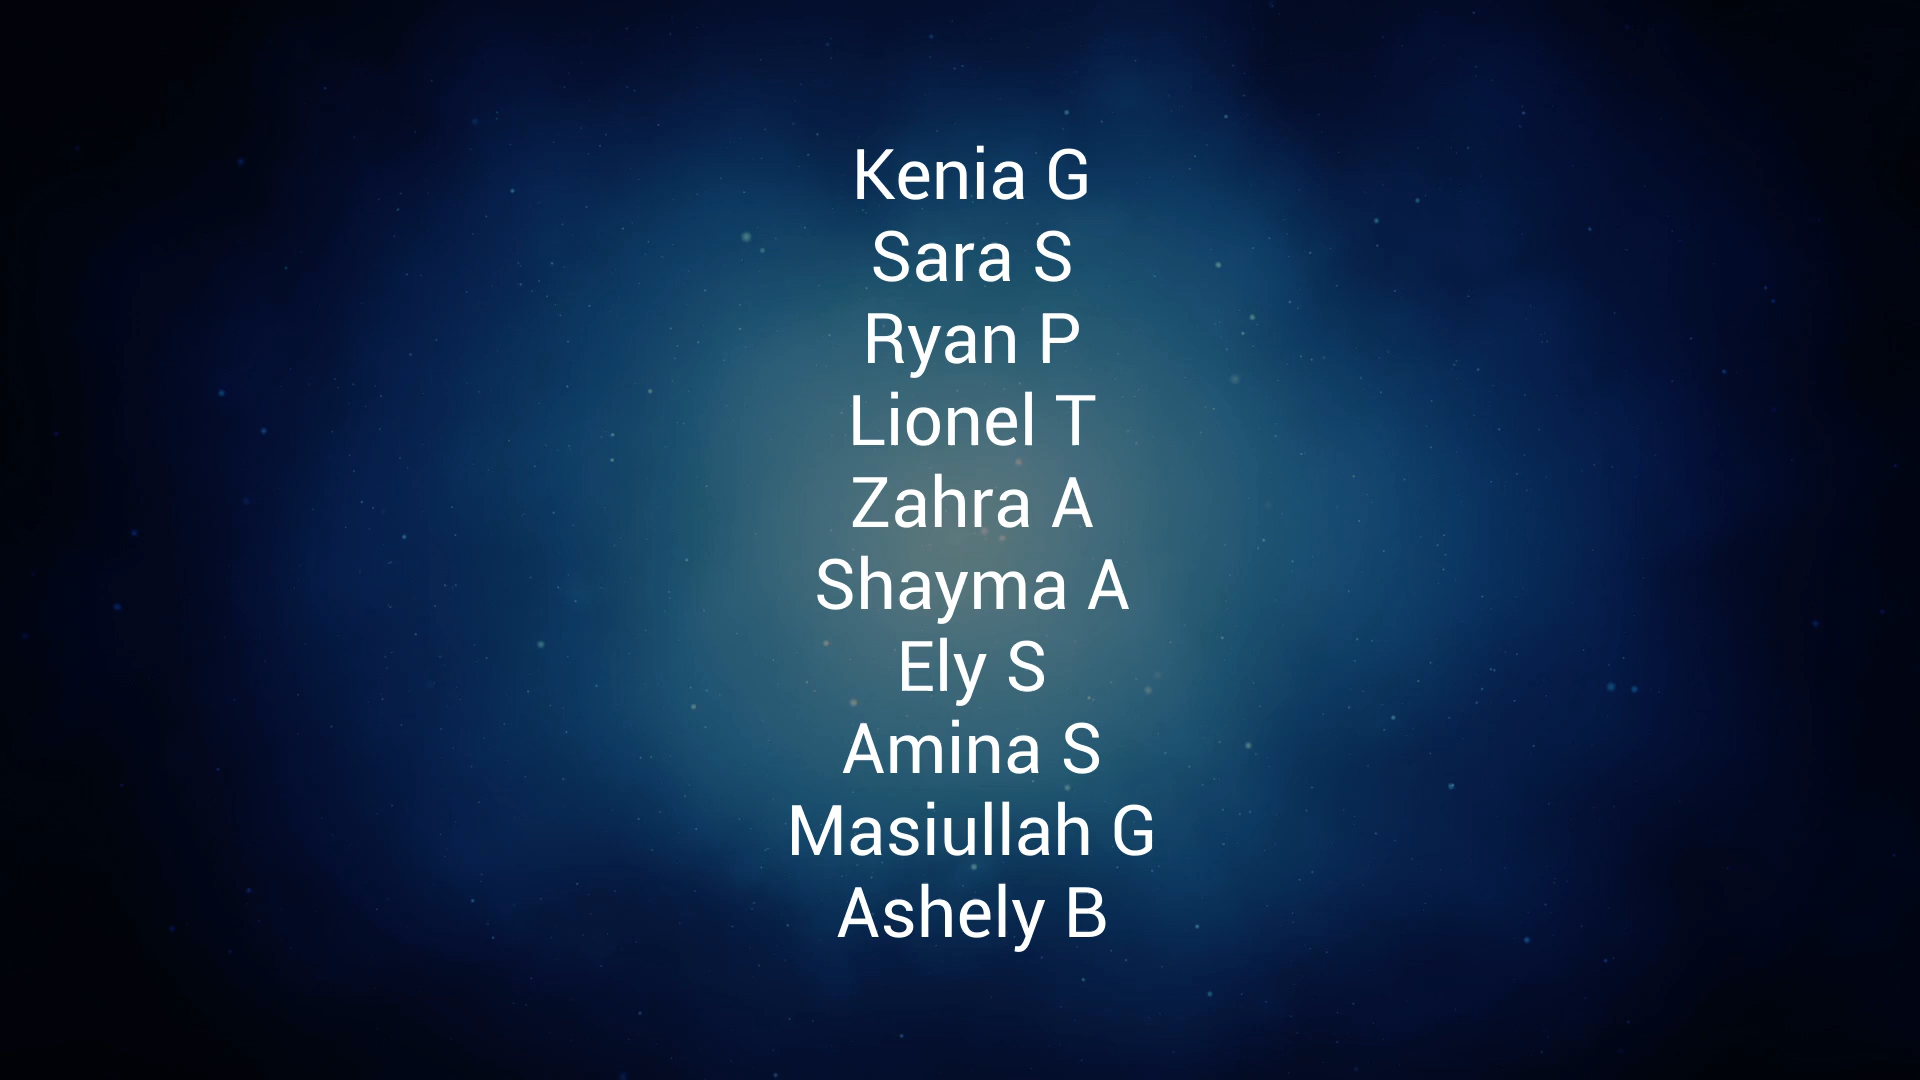 Kenia G
Sara S
Ryan P
Lionel T
Zahra A
Shayma A
Ely S
Amina S
Masiullah G
Ashely B